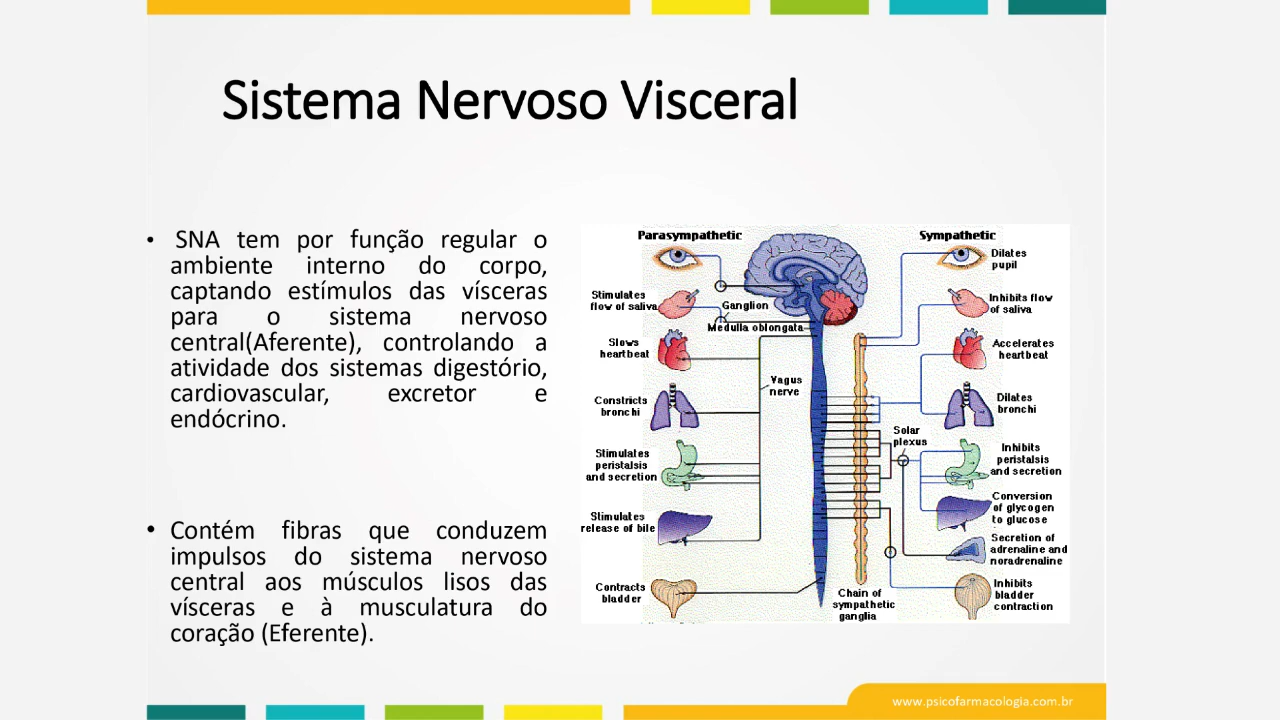 Sistema Nervoso Visceral
• SNA tem por função regular o
ambiente interno do corpo,
captando estímulos das vísceras
para o sistema nervoso
central(Aferente), controlando a
atividade dos sistemas digestório,
cardiovascular, excretor e
endócrino.
• Contém fibras que conduzem
impulsos do sistema nervoso
central aos músculos lisos das
vísceras e à musculatura do
coração (Eferente).
Parasympathetic
Stimulates
flow of saliva
Slows
heartbeat
Constricts
bronchi
Stimulates
peristalsis
and secretion
Stimulates
release of bile
Contracts
bladder
Ganglion
Medulla oblongata
Vagus
nerve
Solar
plexus
Chain of
sympathetic
ganglia
Sympathetic
Dilates
pupil
Inhibits flow
of saliva
Accelerates
heartbeat
Dilates
bronchi
Inhibits
peristalsis
and secretion
Conversion
of glycogen
to glucose
Secretion of
adrenaline and
noradrenaline
Inhibits
bladder
contraction
www.psicofarmacologia.com.br